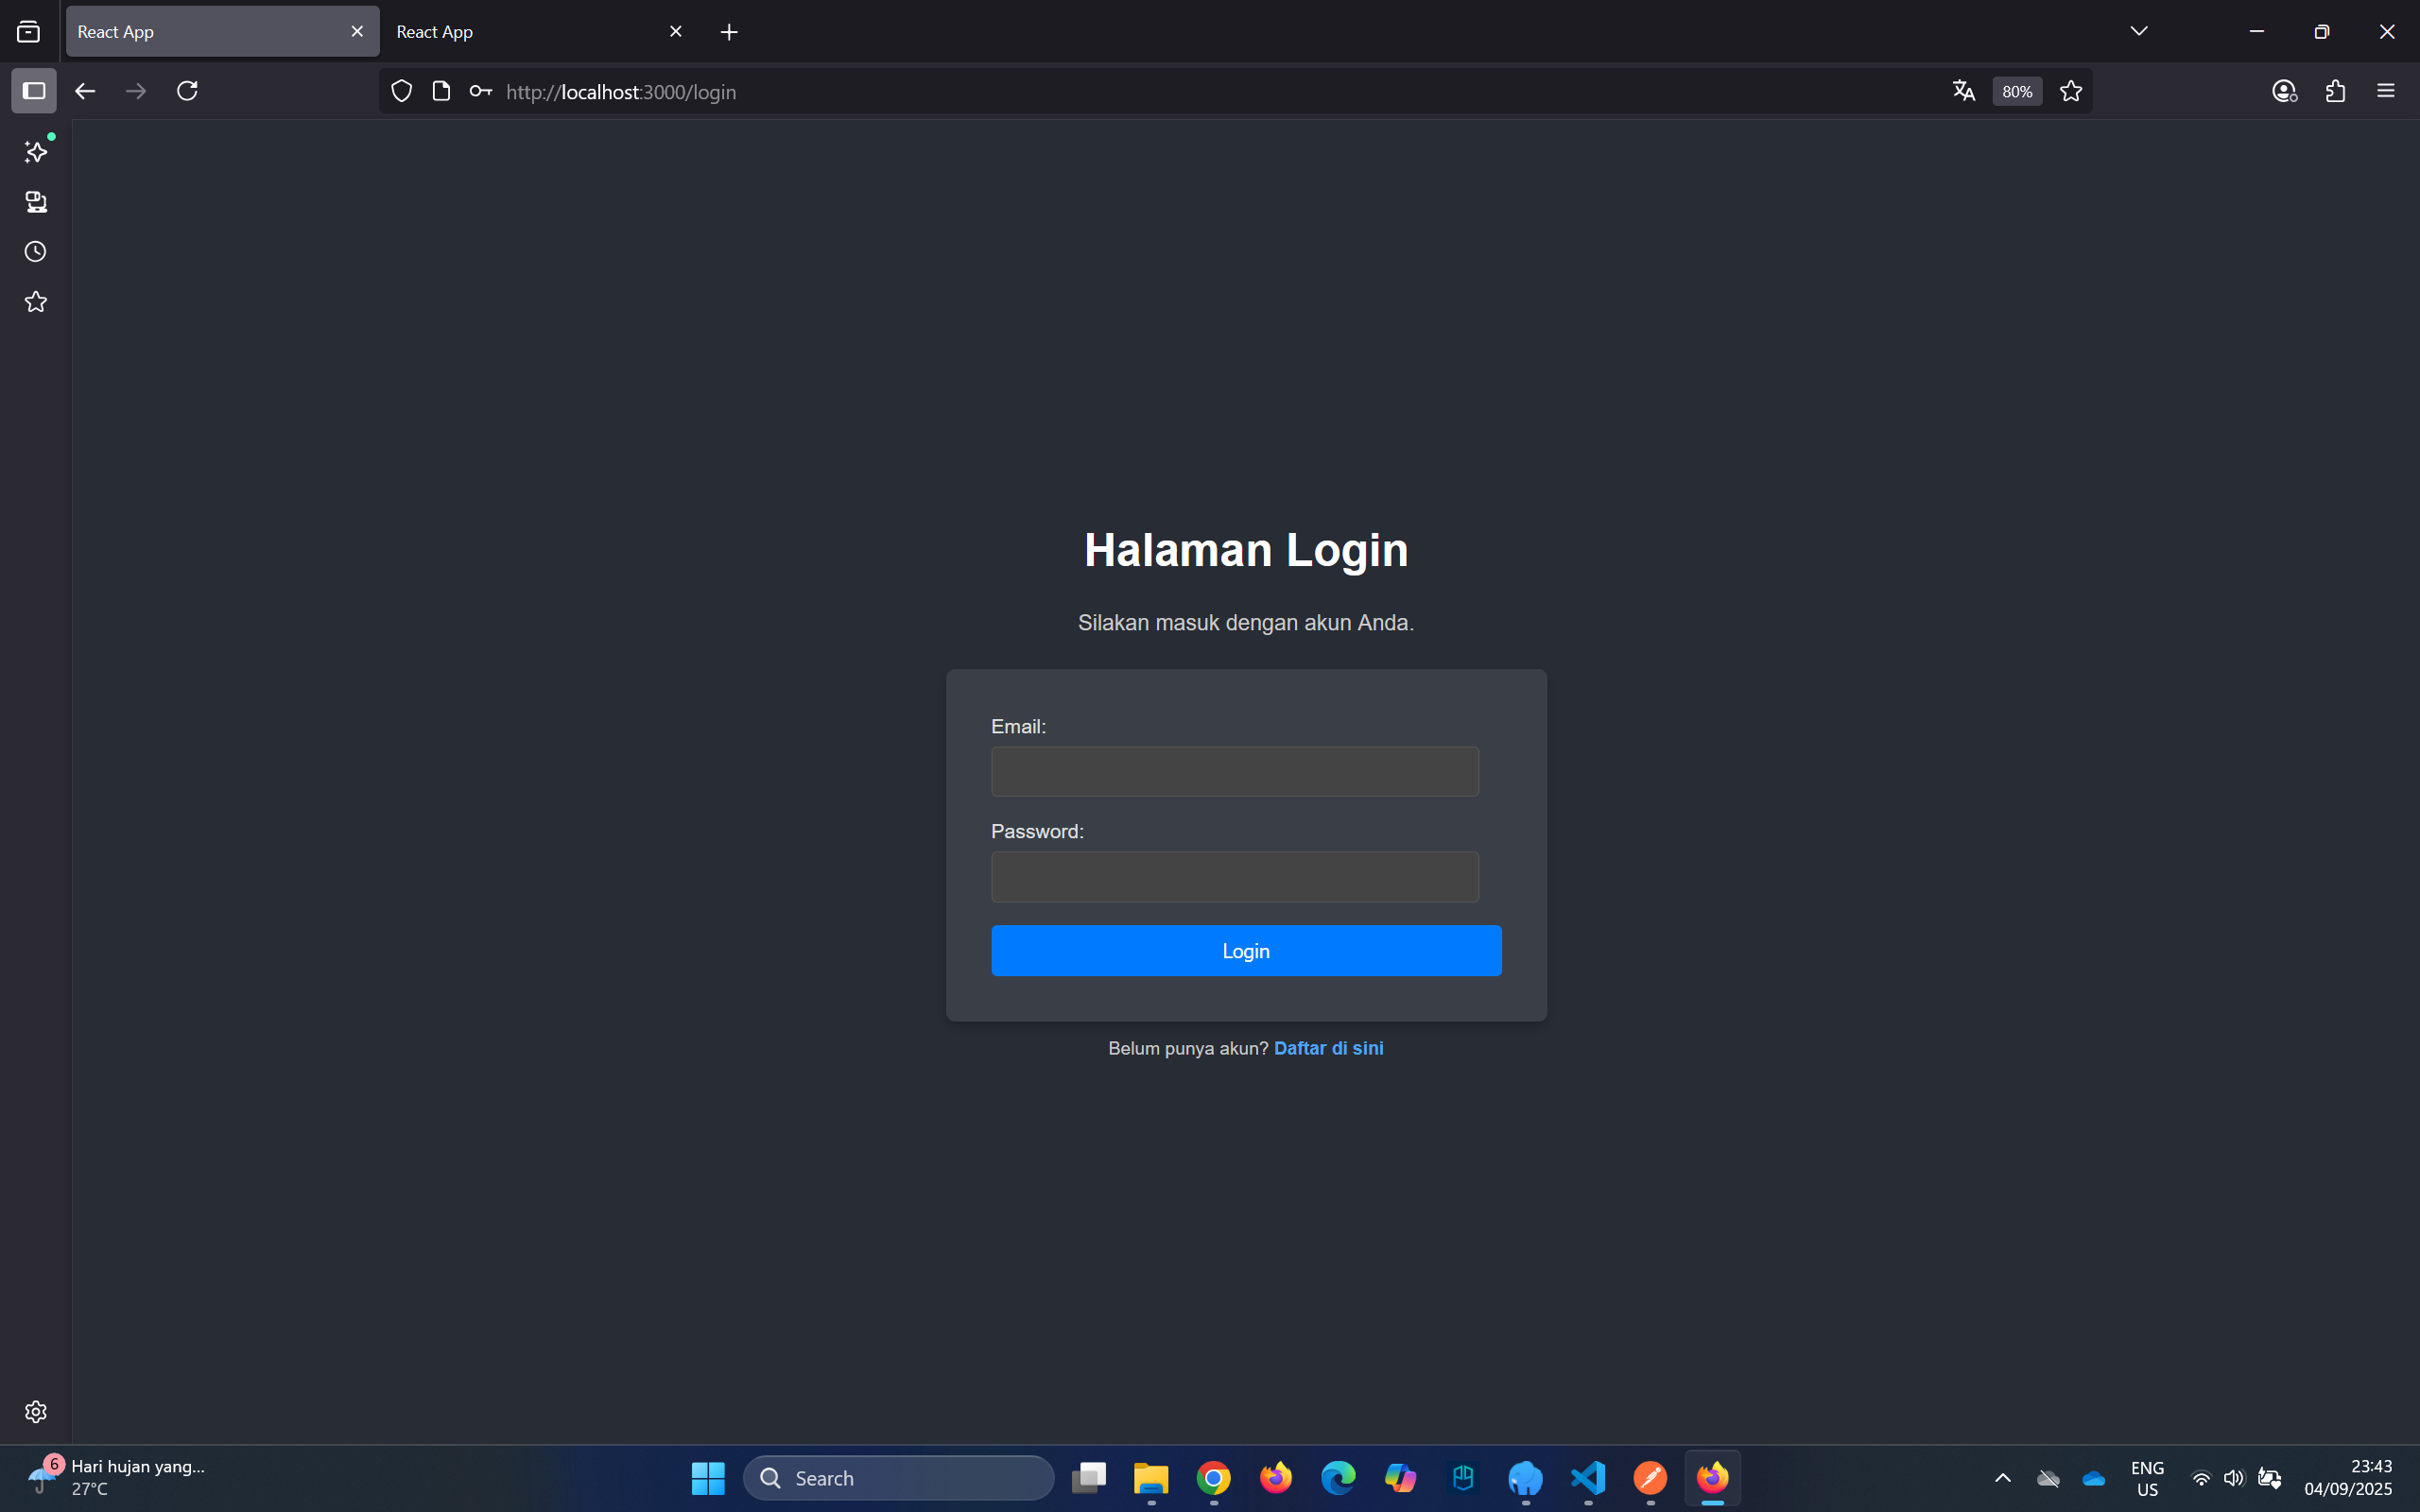 React App
React App
http://localhost:3000/login
80%
Halaman Login
Silakan masuk dengan akun Anda.
Email:
Password:
Login
Belum punya akun? Daftar di sini
6
Hari hujan yang...
27°C
Search
ENG
US
23:43
04/09/2025